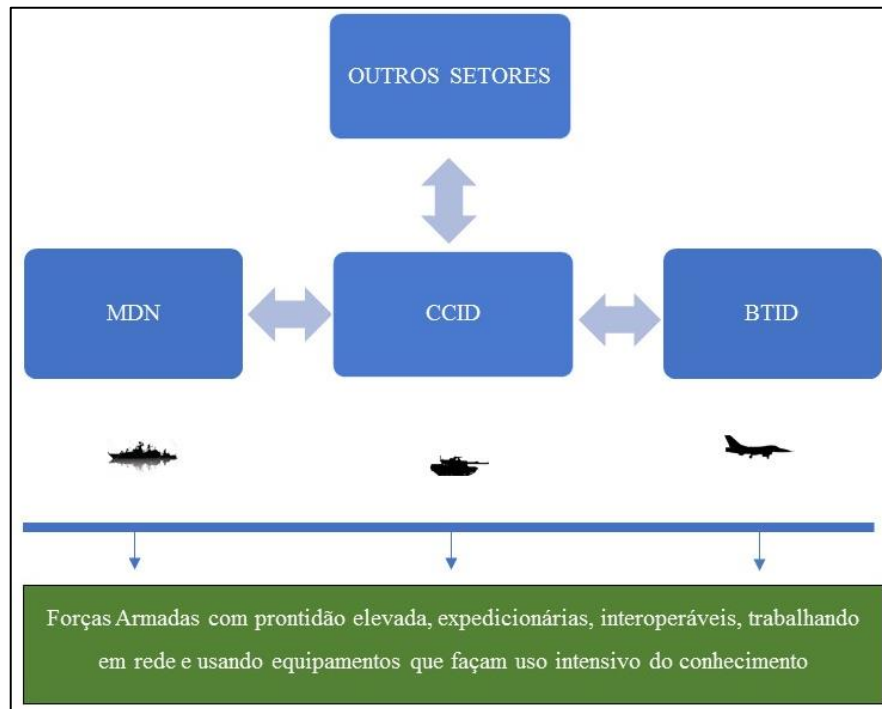 OUTROS SETORES
MDN
CCID
BTID
Forças Armadas com prontidão elevada, expedicionárias, interoperáveis, trabalhando
em rede e usando equipamentos que façam uso intensivo do conhecimento